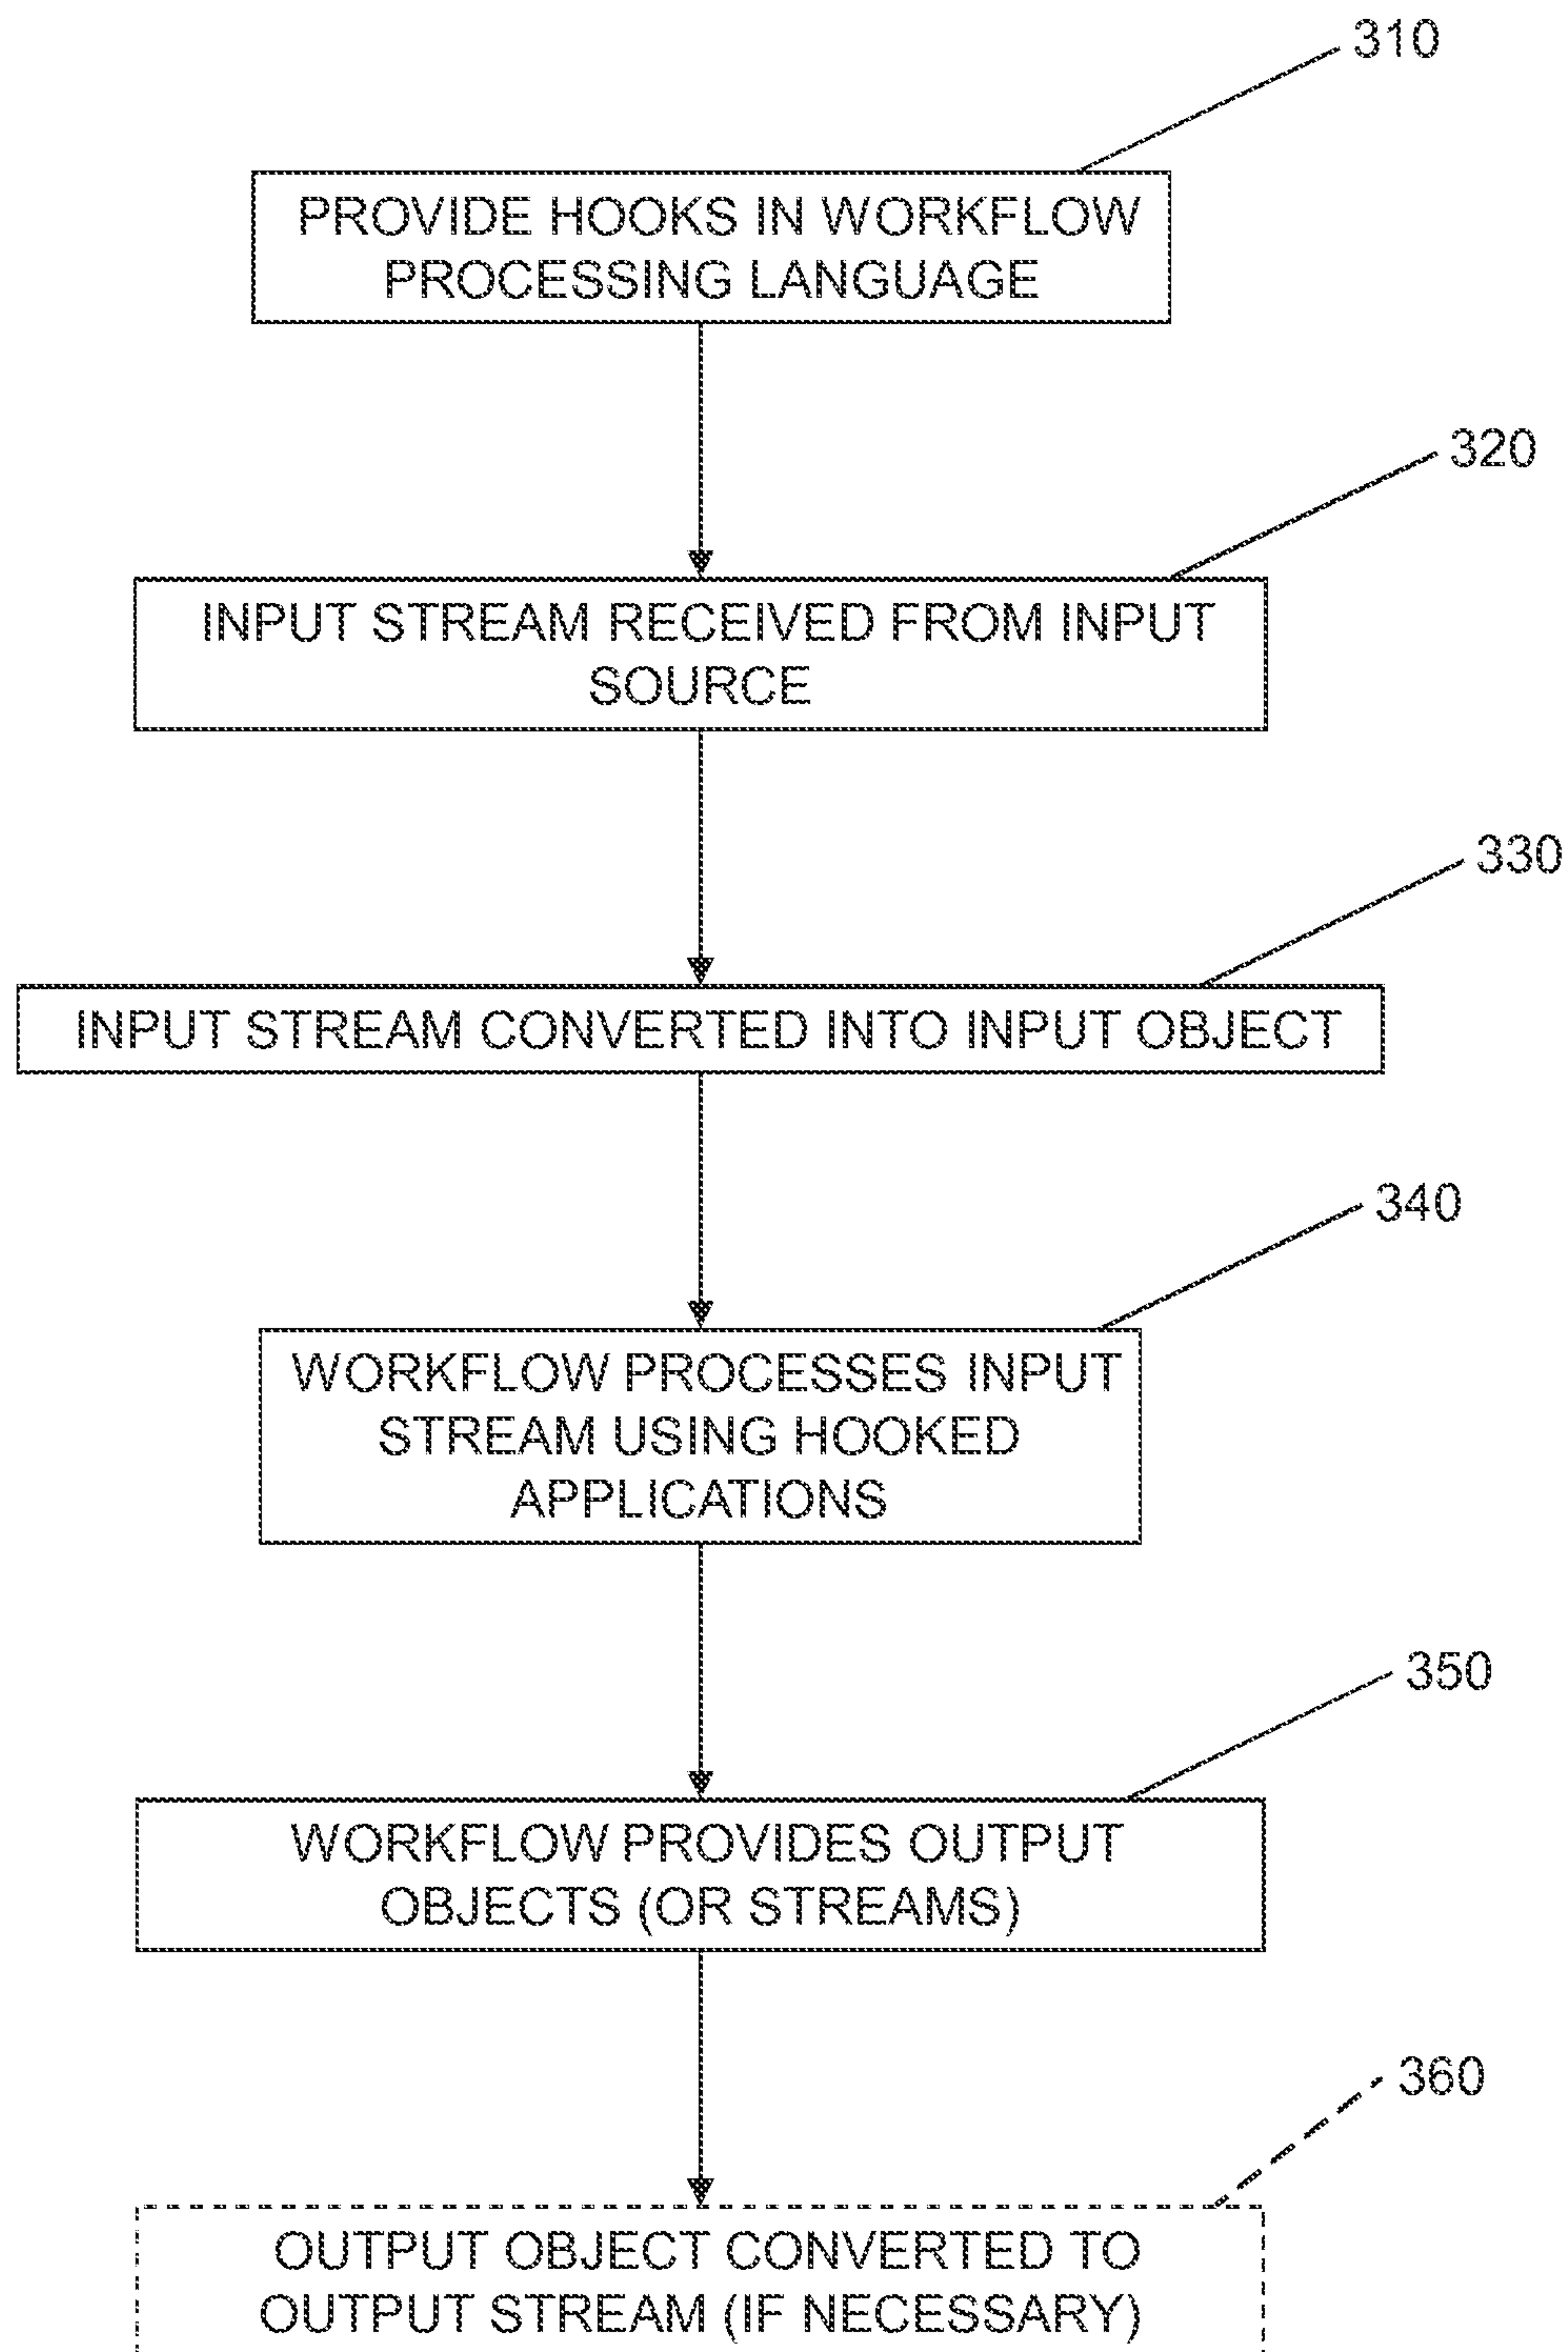 310
PROVIDE HOOKS IN WORKFLOW
PROCESSING LANGUAGE
320
INPUT STREAM RECEIVED FROM INPUT
SOURCE
330
INPUT STREAM CONVERTED INTO INPUT OBJECT
340
WORKFLOW PROCESSES INPUT
STREAM USING HOOKED
APPLICATIONS
350
WORKFLOW PROVIDES OUTPUT
OBJECTS (OR STREAMS)
360
OUTPUT OBJECT CONVERTED TO
OUTPUT STREAM (IF NECESSARY)